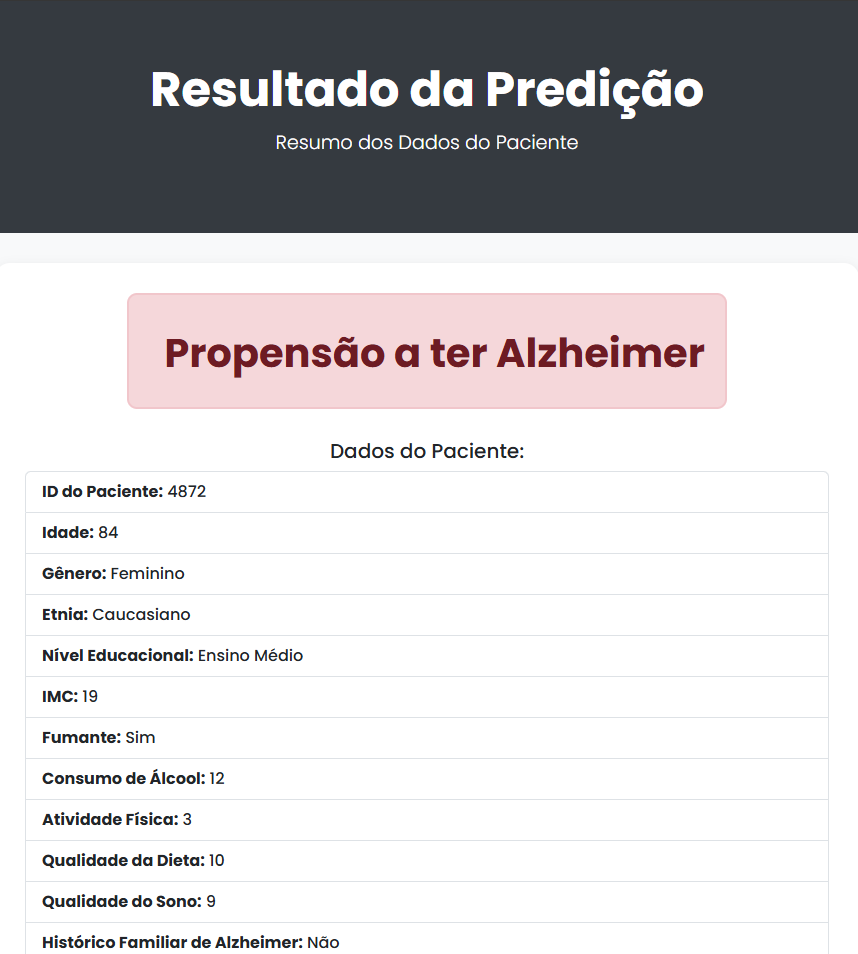 Resultado da Predição
Resumo dos Dados do Paciente
Propensão a ter Alzheimer
Dados do Paciente:
ID do Paciente: 4872
Idade: 84
Gênero: Feminino
Etnia: Caucasiano
Nível Educacional: Ensino Médio
IMC: 19
Fumante: Sim
Consumo de Álcool: 12
Atividade Física: 3
Qualidade da Dieta: 10
Qualidade do Sono: 9
Histórico Familiar de Alzheimer: Não